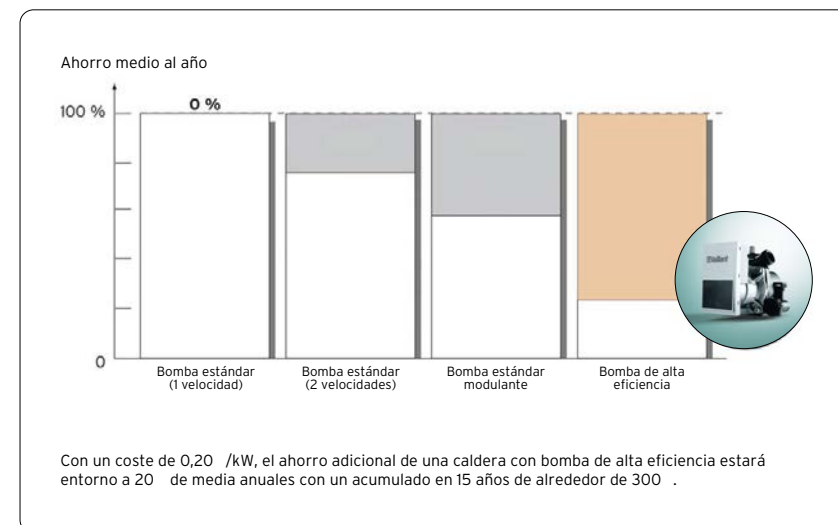 Ahorro medio al año
100 %
0 %
0
Bomba estándar
(1 velocidad)
Bomba estándar
(2 velocidades)
Bomba estándar
modulante
Bomba de alta
eficiencia
Vaillant
Con un coste de 0,20 /kW, el ahorro adicional de una caldera con bomba de alta eficiencia estará
entorno a 20 de media anuales con un acumulado en 15 años de alrededor de 300 .